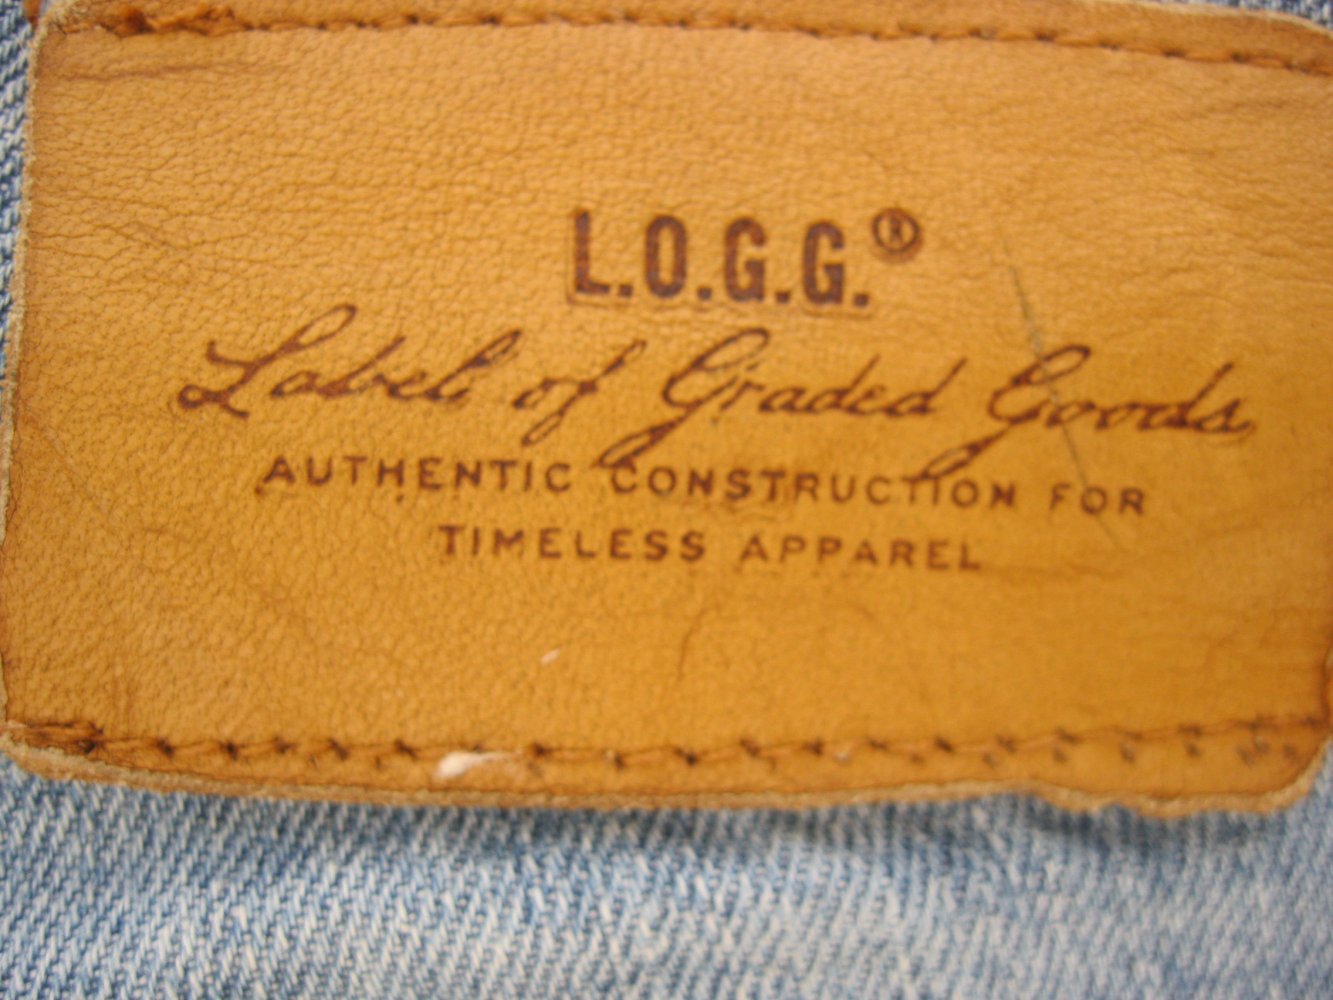 L.O.G.G.®
Label of Graded Goods
AUTHENTIC CONSTRUCTION FOR
TIMELESS APPAREL